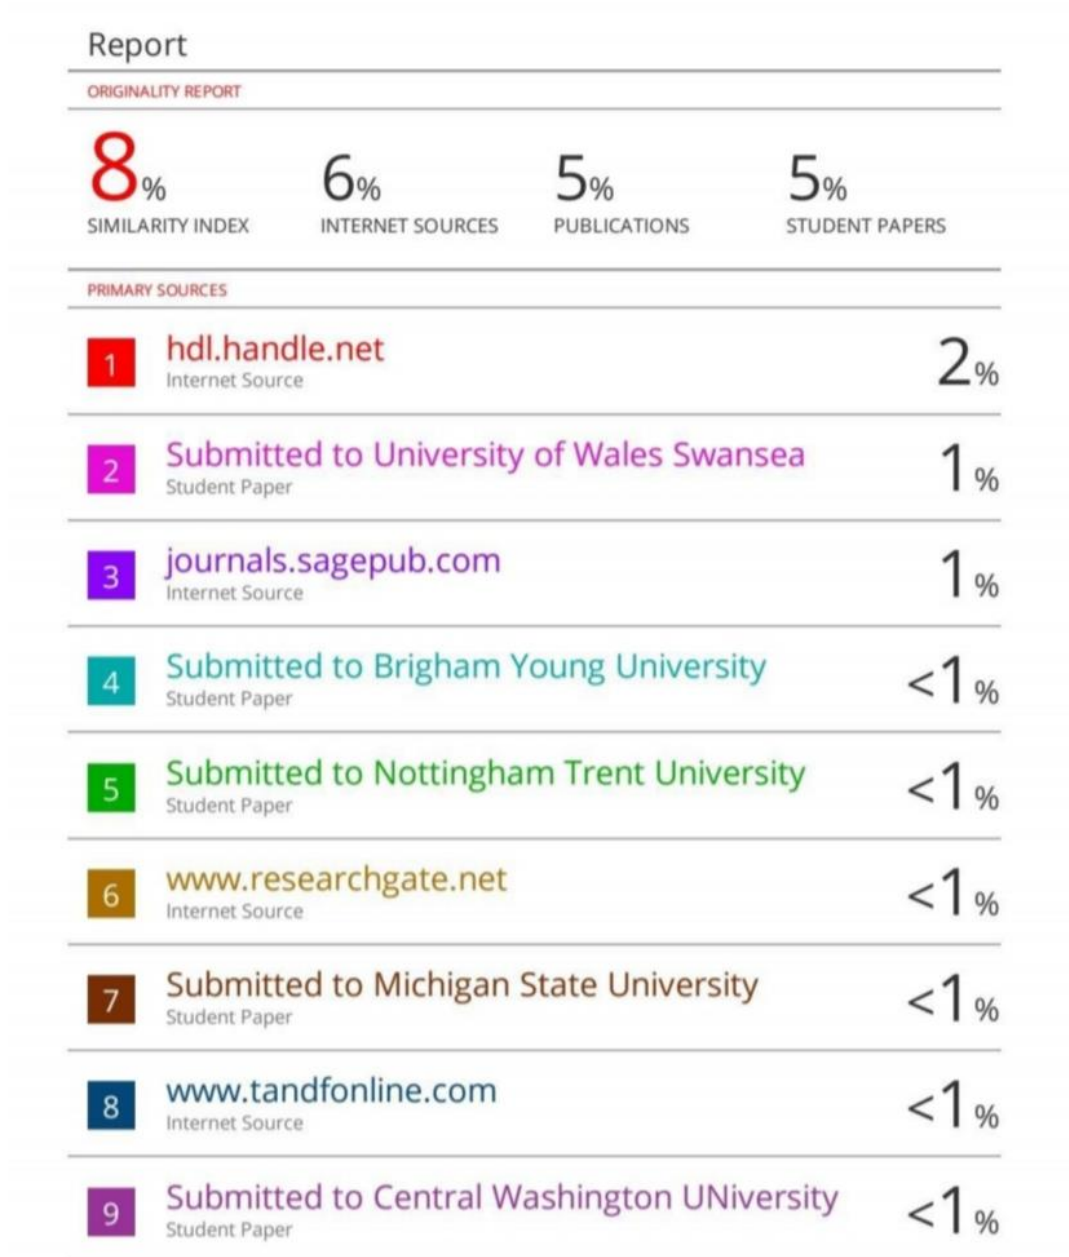 Report
ORIGINALITY REPORT
8% 6% 5% 5%
SIMILARITY INDEX INTERNET SOURCES PUBLICATIONS STUDENT PAPERS
PRIMARY SOURCES
1 hdl.handle.net 2%
Internet Source
2 Submitted to University of Wales Swansea 1%
Student Paper
3 journals.sagepub.com 1%
Internet Source
4 Submitted to Brigham Young University <1%
Student Paper
5 Submitted to Nottingham Trent University <1%
Student Paper
6 www.researchgate.net <1%
Internet Source
7 Submitted to Michigan State University <1%
Student Paper
8 www.tandfonline.com <1%
Internet Source
9 Submitted to Central Washington UNiversity <1%
Student Paper